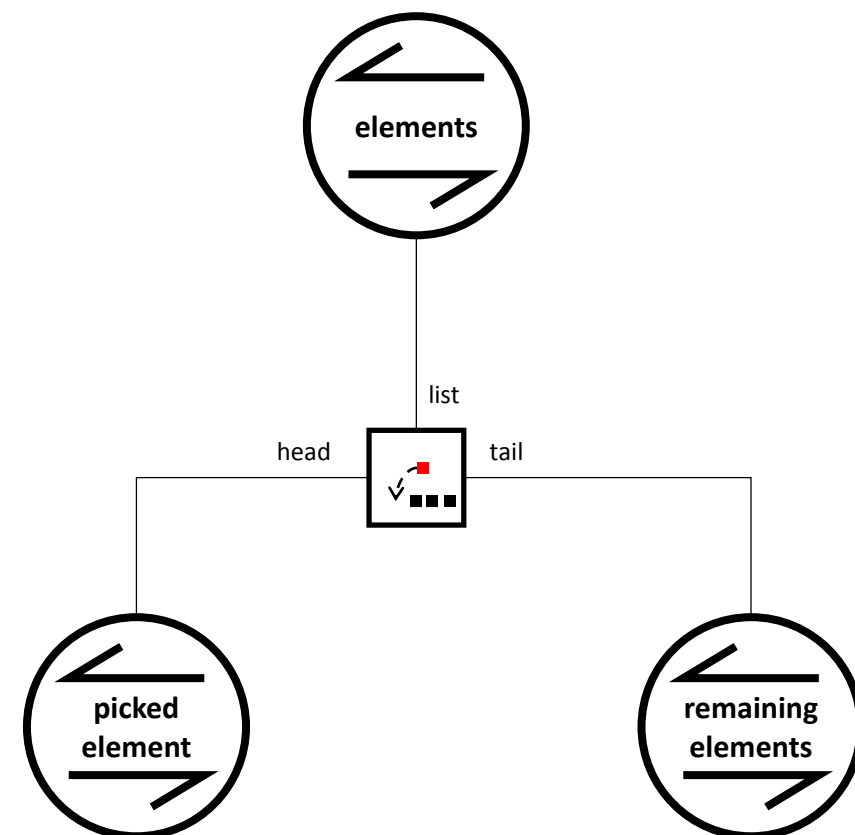 elements
list
head
tail
picked
element
remaining
elements